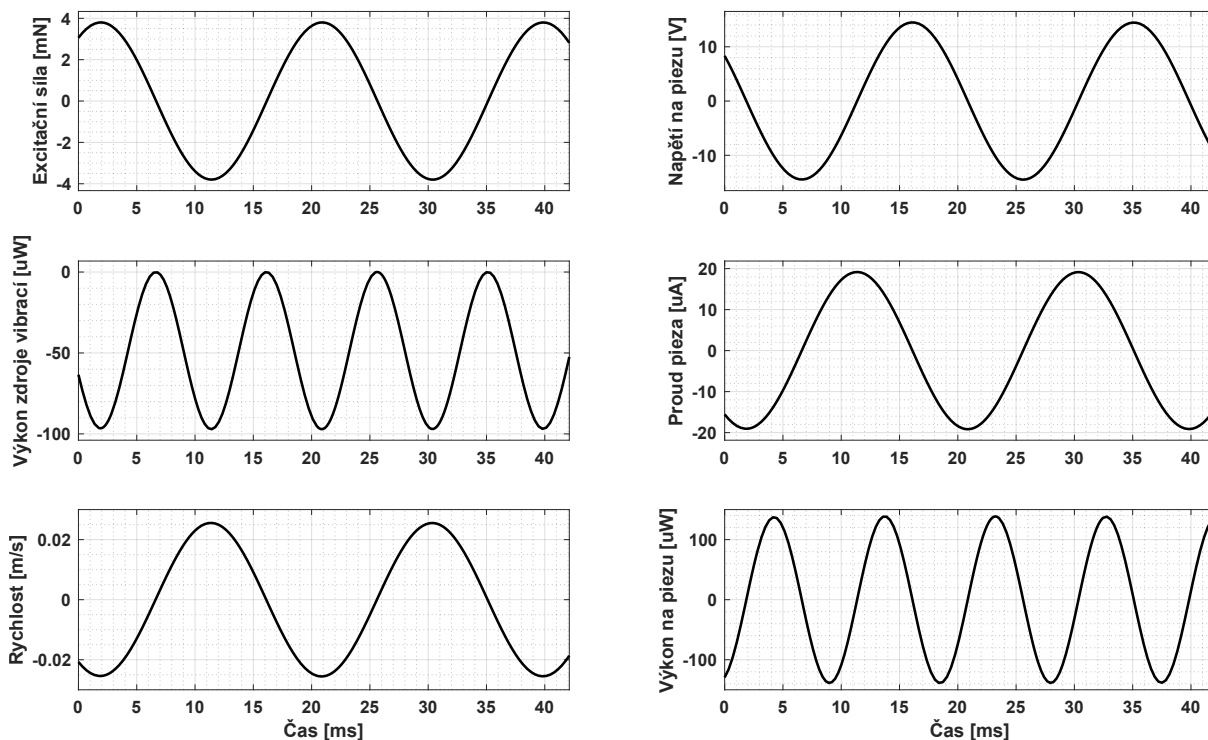 Excitační síla [mN]
4
2
0
-2
-4
0 5 10 15 20 25 30 35 40
Napětí na piezu [V]
10
0
-10
0 5 10 15 20 25 30 35 40
Výkon zdroje vibrací [uW]
0
-50
-100
0 5 10 15 20 25 30 35 40
Proud pieza [uA]
20
10
0
-10
-20
0 5 10 15 20 25 30 35 40
Rychlost [m/s]
0.02
0
-0.02
0 5 10 15 20 25 30 35 40
Čas [ms]
Výkon na piezu [uW]
100
0
-100
0 5 10 15 20 25 30 35 40
Čas [ms]